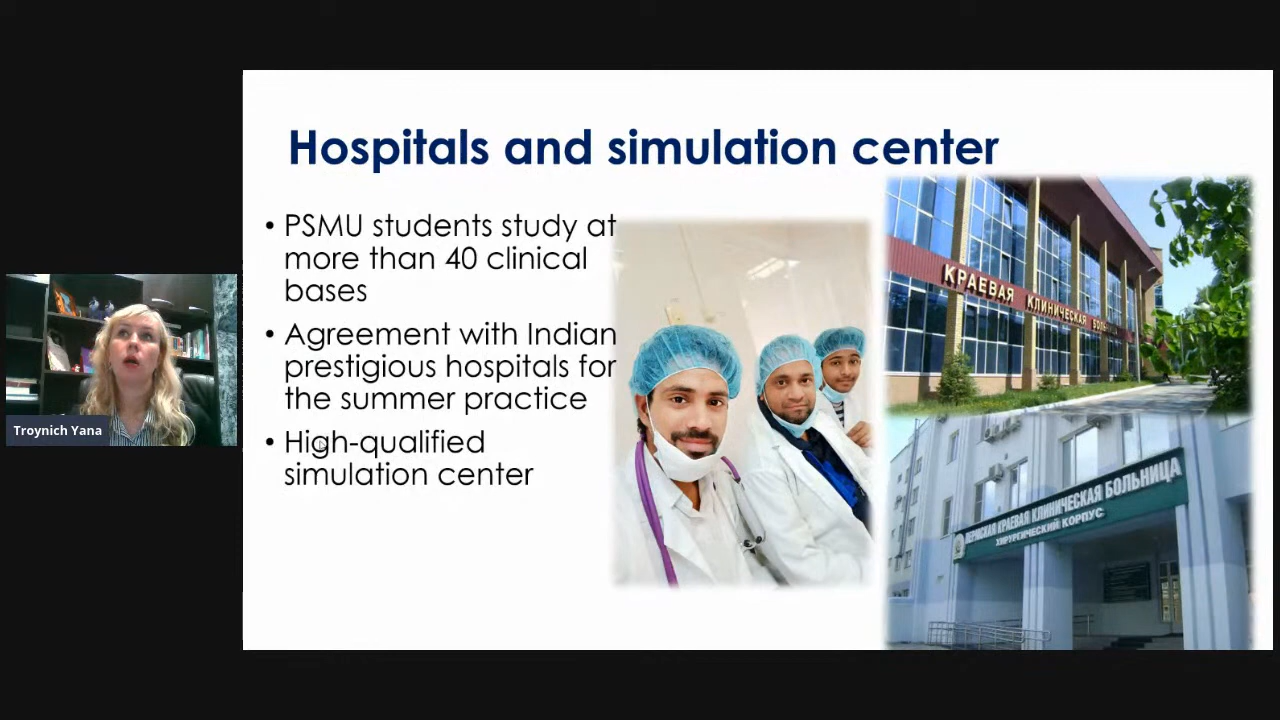 Hospitals and simulation center
• PSMU students study at
more than 40 clinical
bases
• Agreement with Indian
prestigious hospitals for
the summer practice
• High-qualified
simulation center
КРАЕВАЯ КЛИНИЧЕСКАЯ БОЛЬНИЦА
ПЕРМСКАЯ КРАЕВАЯ КЛИНИЧЕСКАЯ БОЛЬНИЦА
ХИРУРГИЧЕСКИЙ КОРПУС
Troynich Yana